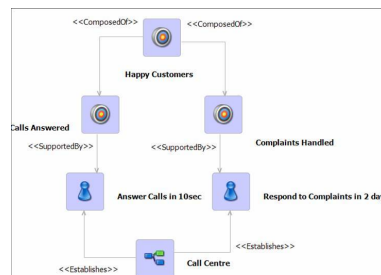 <<ComposedOf>> <<ComposedOf>>
Happy Customers
Calls Answered
Complaints Handled
<<SupportedBy>> <<SupportedBy>>
Answer Calls in 10sec Respond to Complaints in 2 da
<<Establishes>>
Call Centre
<<Establishes>>